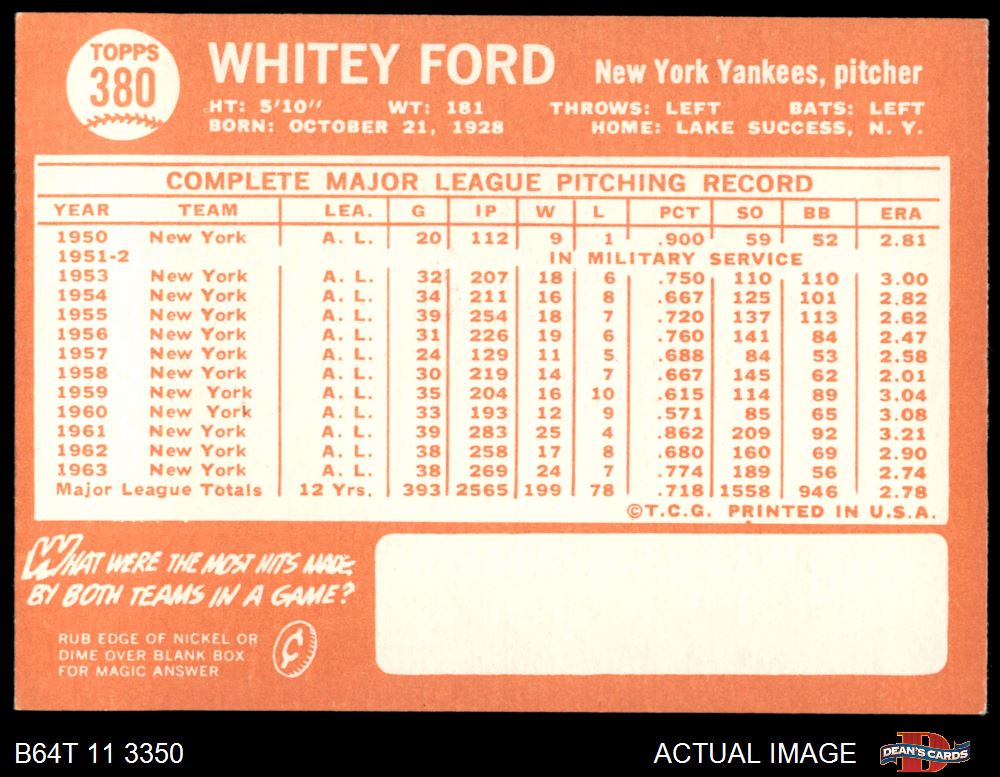 TOPPS
380
WHITEY FORD New York Yankees, pitcher
HT: 5'10" WT: 181 THROWS: LEFT BATS: LEFT
BORN: OCTOBER 21, 1928 HOME: LAKE SUCCESS, N. Y.
COMPLETE MAJOR LEAGUE PITCHING RECORD
YEAR TEAM LEA. G IP W L PCT SO BB ERA
1950 New York A. L. 20 112 9 1 .900 59 52 2.81
1951-2 IN MILITARY SERVICE
1953 New York A. L. 32 207 18 6 .750 110 110 3.00
1954 New York A. L. 34 211 16 8 .667 125 101 2.82
1955 New York A. L. 39 254 18 7 .720 137 113 2.62
1956 New York A. L. 31 226 19 6 .760 141 84 2.47
1957 New York A. L. 24 129 11 5 .688 84 53 2.58
1958 New York A. L. 30 219 14 7 .667 145 62 2.01
1959 New York A. L. 35 204 16 10 .615 114 89 3.04
1960 New York A. L. 33 193 12 9 .571 85 65 3.08
1961 New York A. L. 39 283 25 4 .862 209 92 3.21
1962 New York A. L. 38 258 17 8 .680 160 69 2.90
1963 New York A. L. 38 269 24 7 .774 189 56 2.74
Major League Totals 12 Yrs. 393 2565 199 78 .718 1558 946 2.78
©T.C.G. PRINTED IN U.S.A.
WHAT WERE THE MOST HITS MADE
BY BOTH TEAMS IN A GAME?
RUB EDGE OF NICKEL OR
DIME OVER BLANK BOX
FOR MAGIC ANSWER
¢
B64T 11 3350 ACTUAL IMAGE DEAN'S CARDS